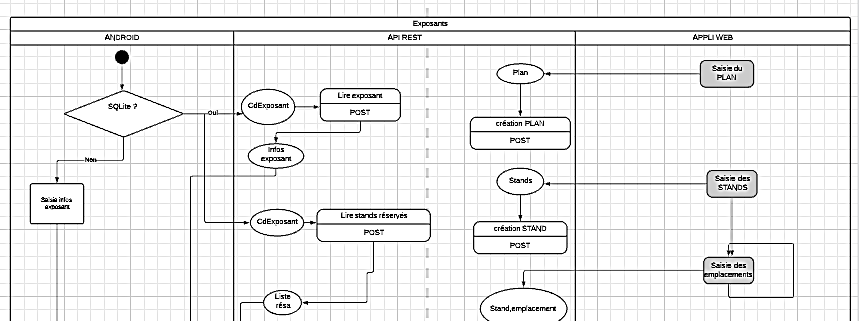 Exposants
ANDROID
API REST
APPLI WEB
SQLite ?
Oui
Non
Saisie infos
exposant
CdExposant
Lire exposant
POST
Infos
exposant
CdExposant
Lire stands réservés
POST
Liste
résa
Plan
création PLAN
POST
Stands
création STAND
POST
Stand,emplacement
Saisie du
PLAN
Saisie des
STANDS
Saisie des
emplacements